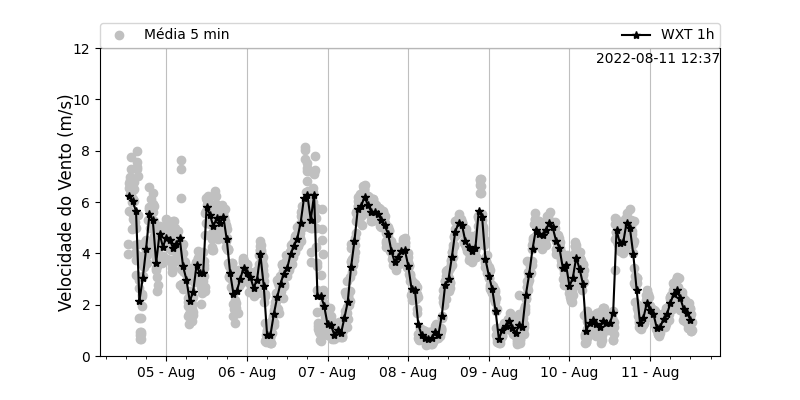 Média 5 min
WXT 1h
2022-08-11 12:37
Velocidade do Vento (m/s)
12
10
8
6
4
2
0
05 - Aug
06 - Aug
07 - Aug
08 - Aug
09 - Aug
10 - Aug
11 - Aug